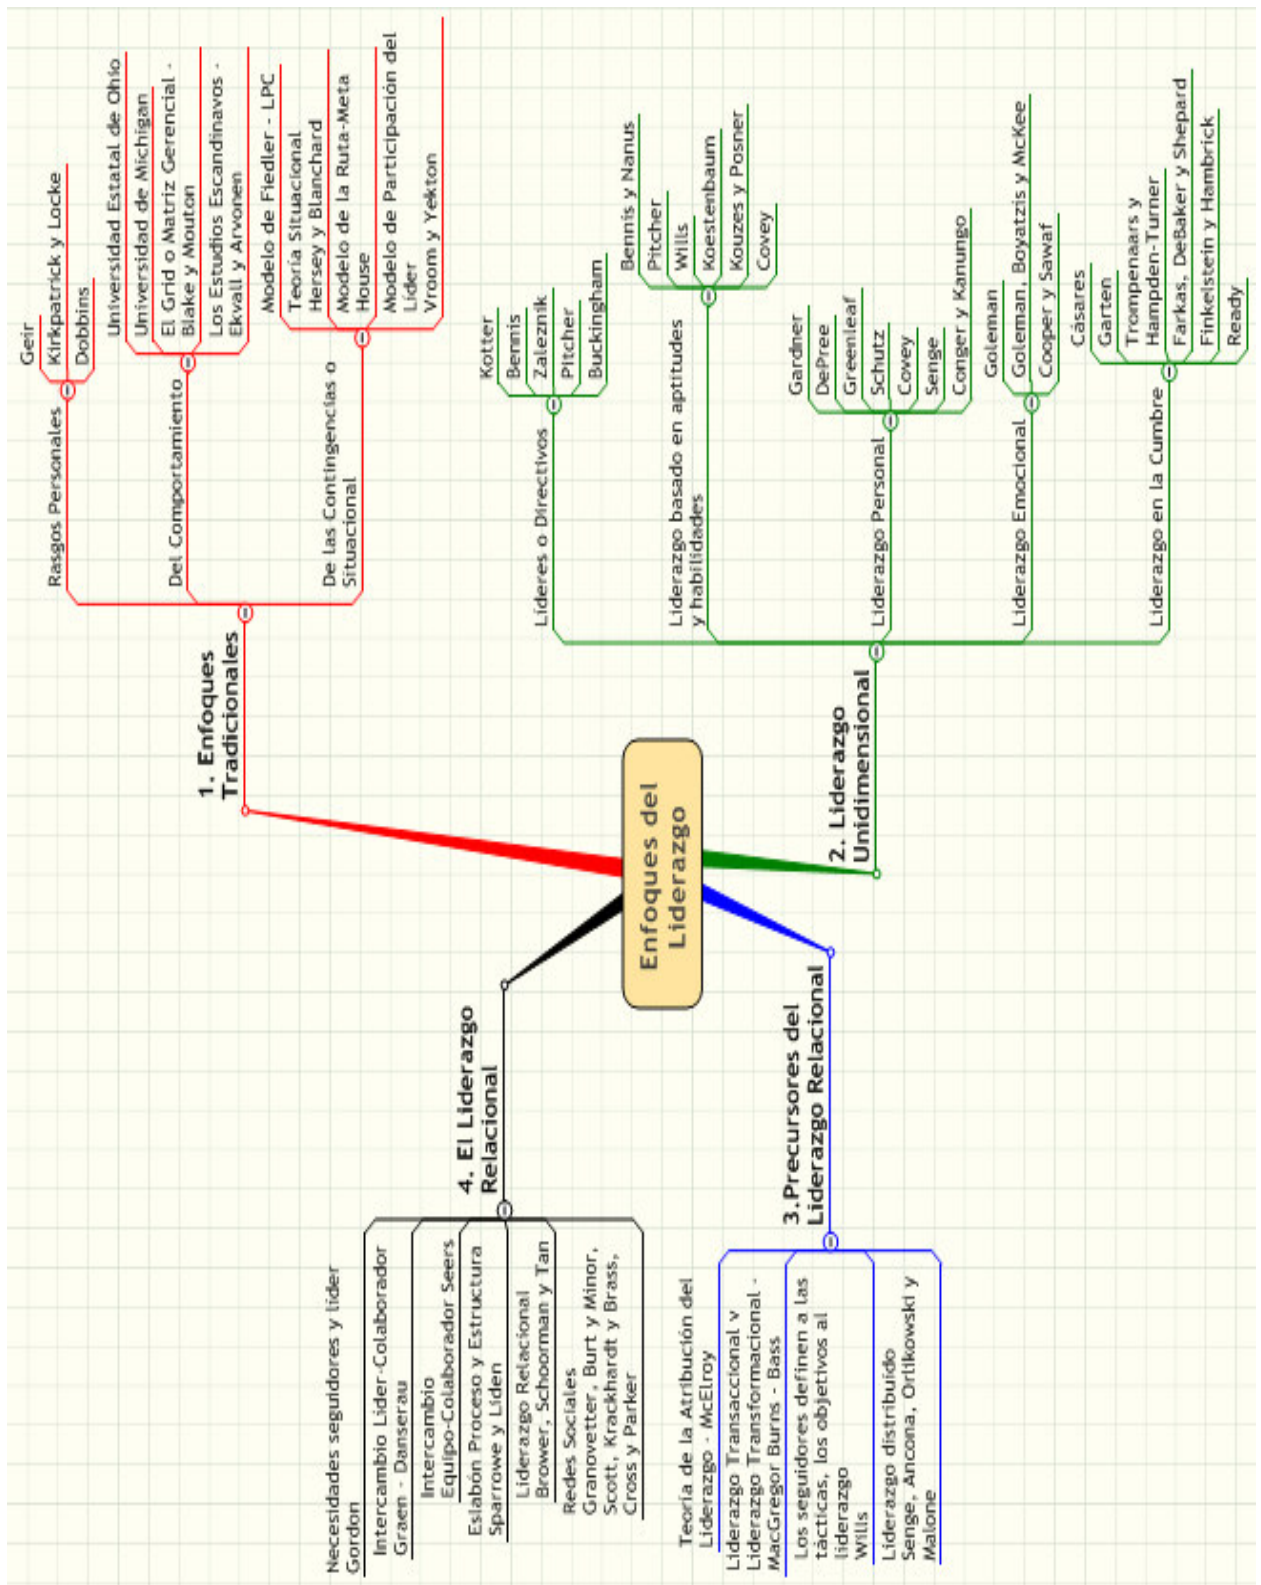 Enfoques del
Liderazgo
1. Enfoques
Tradicionales
Rasgos Personales
Geir
Kirkpatrick y Locke
Dobbins
Del Comportamiento
Universidad Estatal de Ohio
Universidad de Michigan
El Grid o Matriz Gerencial -
Blake y Mouton
Los Estudios Escandinavos -
Ekvall y Arvonen
De las Contingencias o
Situacional
Modelo de Fiedler - LPC
Teoría Situacional
Hersey y Blanchard
Modelo de la Ruta-Meta
House
Modelo de Participación del
Líder
Vroom y Yekton
2. Liderazgo
Unidimensional
Líderes o Directivos
Kotter
Bennis
Zaleznik
Pitcher
Buckingham
Liderazgo basado en aptitudes
y habilidades
Bennis y Nanus
Pitcher
Wills
Koestenbaum
Kouzes y Posner
Covey
Liderazgo Personal
Gardner
DePree
Greenleaf
Schutz
Covey
Senge
Conger y Kanungo
Liderazgo Emocional
Goleman
Goleman, Boyatzis y McKee
Cooper y Sawaf
Liderazgo en la Cumbre
Cásares
Garten
Trompenaars y
Hampden-Turner
Farkas, DeBaker y Shepard
Finkelstein y Hambrick
Ready
3.Precursores del
Liderazgo Relacional
Teoría de la Atribución del
Liderazgo - McElroy
Liderazgo Transaccional v
Liderazgo Transformacional -
MacGregor Burns - Bass
Los seguidores definen a las
tácticas, los objetivos al
liderazgo
Wills
Liderazgo distribuido
Senge, Ancona, Orlikowski y
Malone
4. El Liderazgo
Relacional
Necesidades seguidores y líder
Gordon
Intercambio Líder-Colaborador
Graen - Danserau
Intercambio
Equipo-Colaborador Seers
Eslabón Proceso y Estructura
Sparrowe y Liden
Liderazgo Relacional
Brower, Schoorman y Tan
Redes Sociales
Granovetter, Burt y Minor,
Scott, Krackhardt y Brass,
Cross y Parker